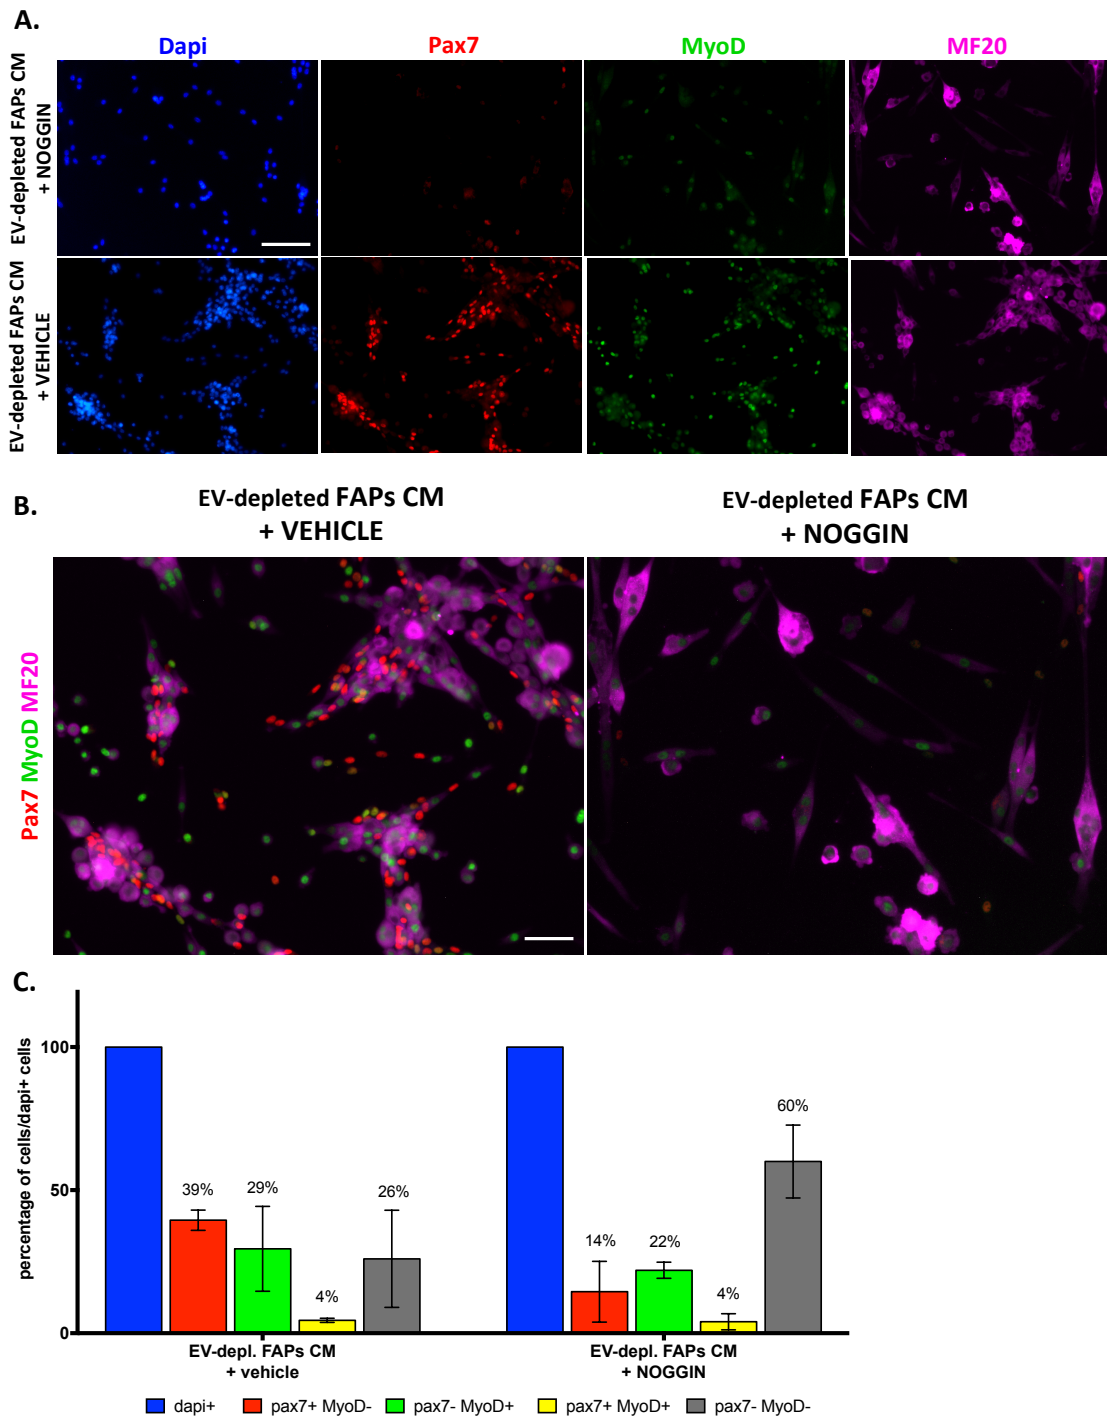 A.
Dapi Pax7 MyoD MF20
EV-depleted FAPs CM
+ NOGGIN
EV-depleted FAPs CM
+ VEHICLE
B.
EV-depleted FAPs CM
+ VEHICLE
EV-depleted FAPs CM
+ NOGGIN
Pax7 MyoD MF20
C.
percentage of cells/dapi+ cells
100
50
0
39%
29%
4%
26%
14%
22%
4%
60%
EV-depl. FAPs CM
+ vehicle
EV-depl. FAPs CM
+ NOGGIN
dapi+ pax7+ MyoD- pax7- MyoD+ pax7+ MyoD+ pax7- MyoD-